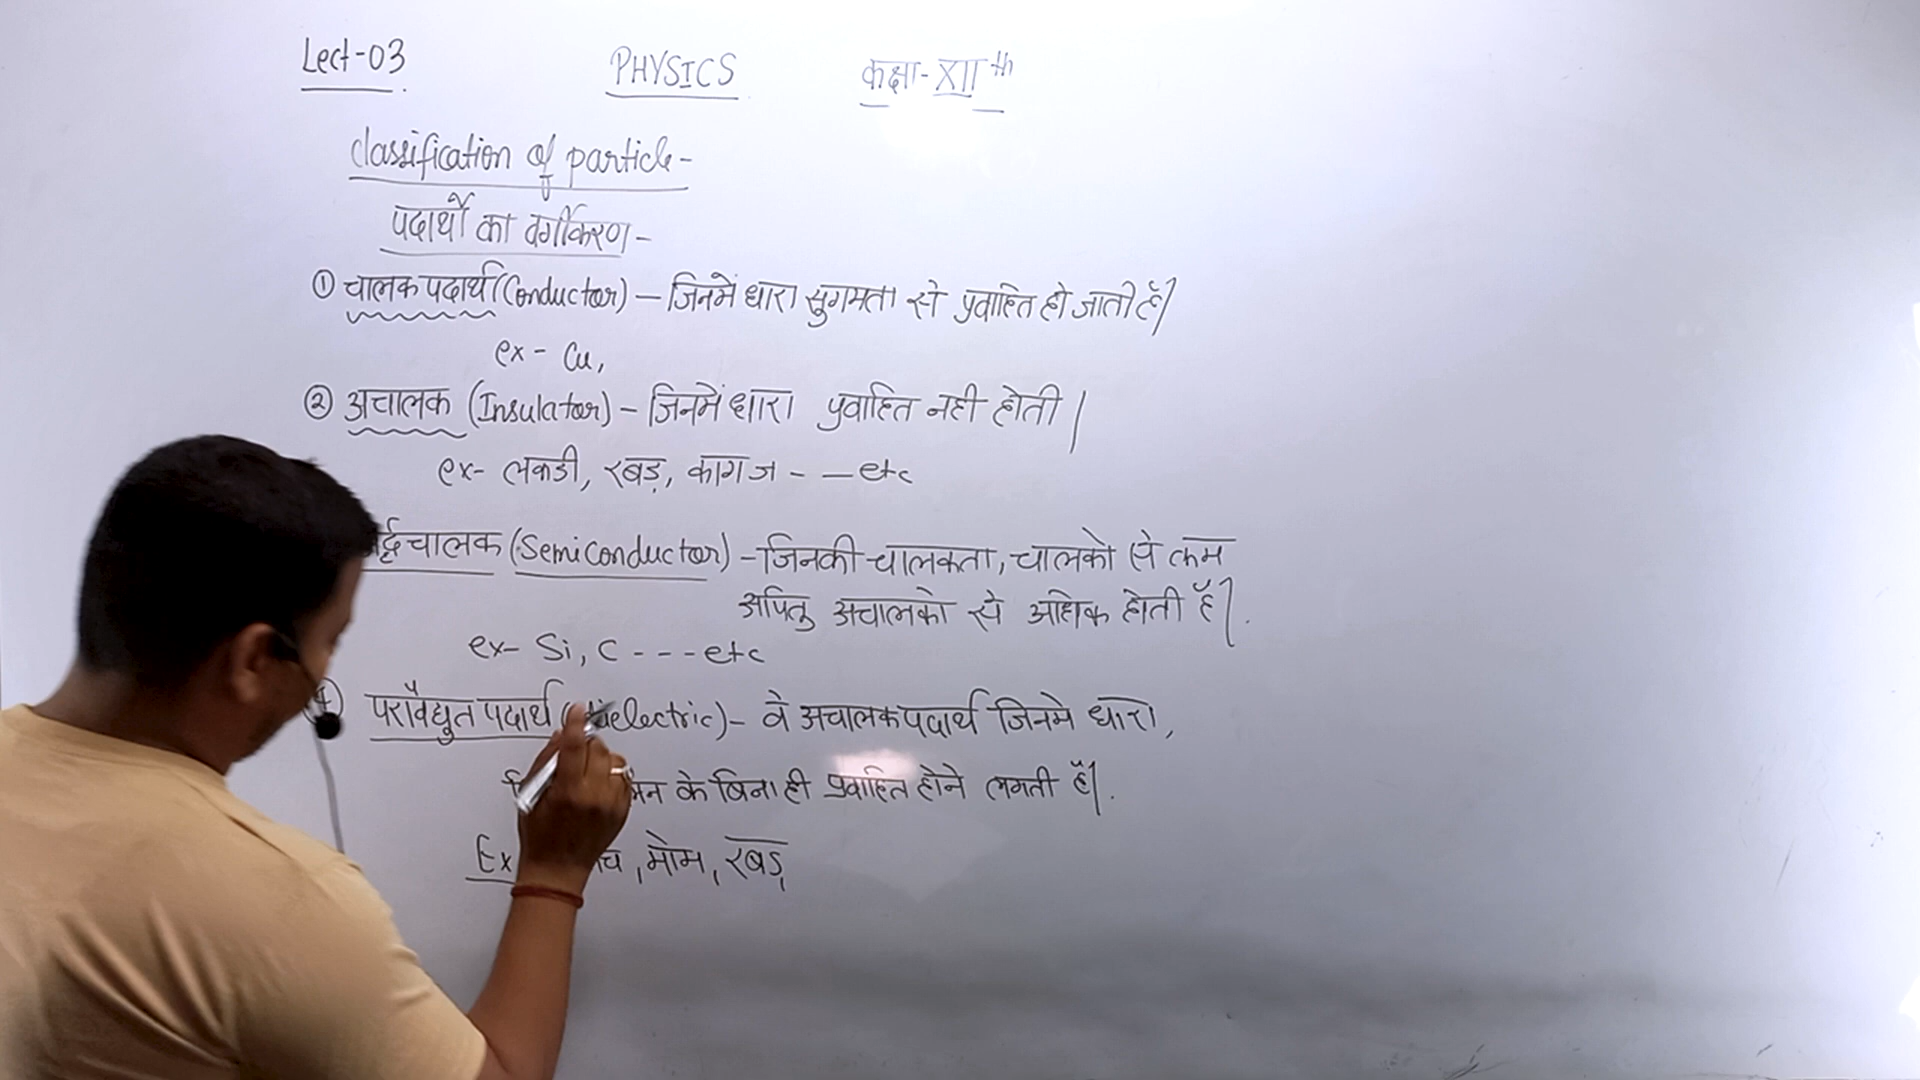 Lect-03 PHYSICS कक्षा-XIIth
classification of particle-
पदार्थों का वर्गीकरण-
① चालक पदार्थ (Conductor) — जिनमें धारा सुगमता से प्रवाहित हो जाती है।
ex- Cu,
② अचालक (Insulator) - जिनमें धारा प्रवाहित नही होती।
ex- लकडी, रबड़, कागज - — etc
चालक (Semiconductor) - जिनकी चालकता, चालको से कम
अपितु अचालको से अधिक होती है।
ex- Si, C - - - etc
परावैद्युत पदार्थ (dielectric) - वे अचालक पदार्थ जिनमे धारा,
के बिना ही प्रवाहित होने लगती है।
Ex मोम, रबड़,